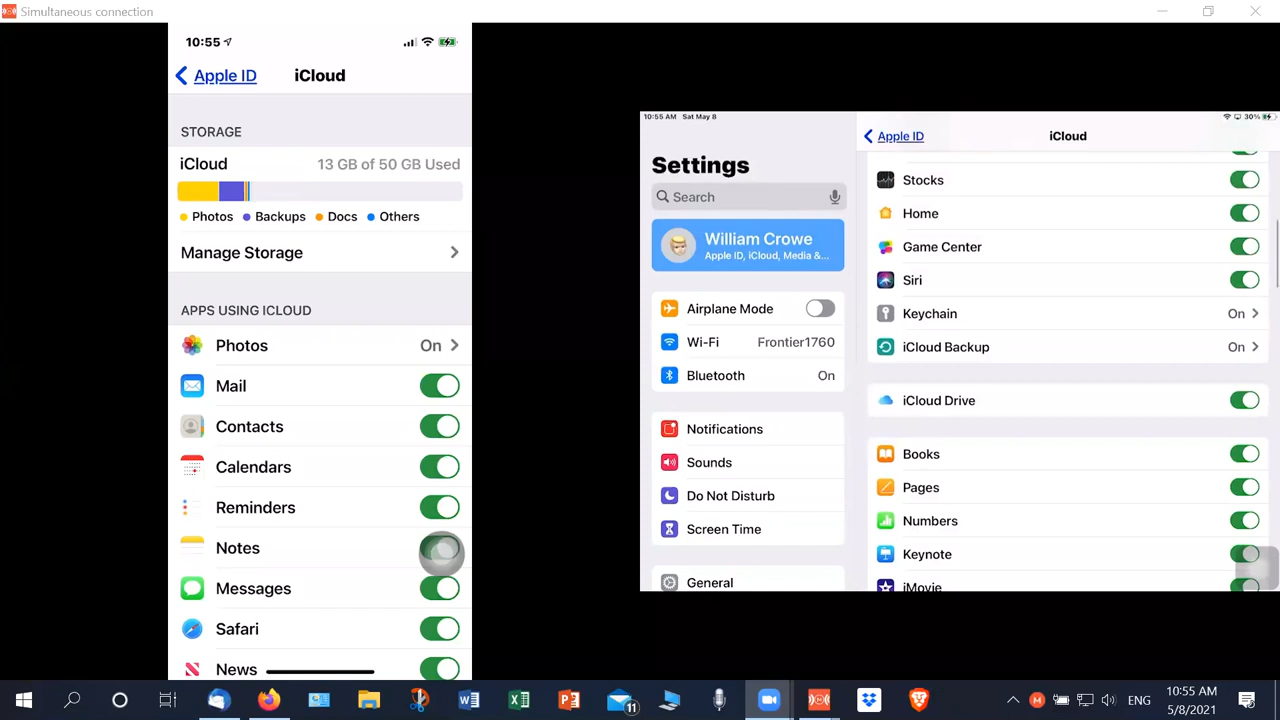 Simultaneous connection
10:55
Apple ID
iCloud
STORAGE
iCloud
13 GB of 50 GB Used
Photos
Backups
Docs
Others
Manage Storage
APPS USING ICLOUD
Photos
On
Mail
Contacts
Calendars
Reminders
Notes
Messages
Safari
News
10:55 AM Sat May 8
30%
Settings
Search
William Crowe
Apple ID, iCloud, Media &...
Airplane Mode
Wi-Fi
Frontier1760
Bluetooth
On
Notifications
Sounds
Do Not Disturb
Screen Time
General
Apple ID
iCloud
Stocks
Home
Game Center
Siri
Keychain
On
iCloud Backup
On
iCloud Drive
Books
Pages
Numbers
Keynote
iMovie
11
ENG
10:55 AM
5/8/2021